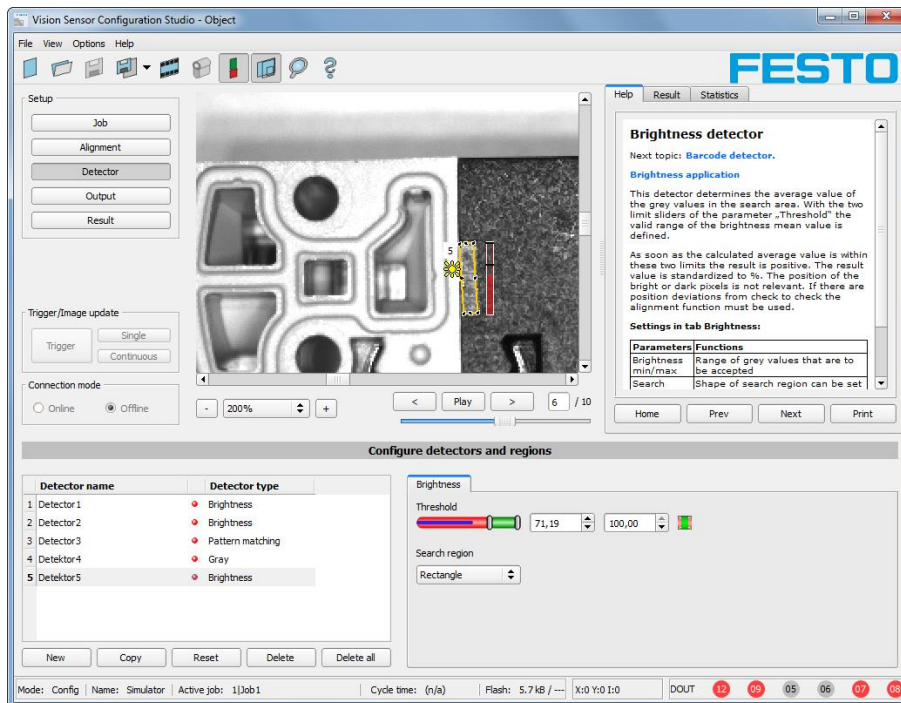 Vision Sensor Configuration Studio - Object
File View Options Help
FESTO
Setup
Job
Alignment
Detector
Output
Result
Trigger/Image update
Trigger
Single
Continuous
Connection mode
Online Offline
5
- 200% +
< Play > 6 / 10
Help Result Statistics
Brightness detector
Next topic: Barcode detector.
Brightness application
This detector determines the average value of
the grey values in the search area. With the two
limit sliders of the parameter „Threshold" the
valid range of the brightness mean value is
defined.
As soon as the calculated average value is within
these two limits the result is positive. The result
value is standardized to %. The position of the
bright or dark pixels is not relevant. If there are
position deviations from check to check the
alignment function must be used.
Settings in tab Brightness:
Parameters Functions
Brightness Range of grey values that are to
min/max be accepted
Search Shape of search region can be set
Home Prev Next Print
Configure detectors and regions
Detector name Detector type
1 Detector1 Brightness
2 Detector2 Brightness
3 Detector3 Pattern matching
4 Detektor4 Gray
5 Detektor5 Brightness
New Copy Reset Delete Delete all
Brightness
Threshold
71,19 100,00
Search region
Rectangle
Mode: Config Name: Simulator Active job: 1|Job1 Cycle time: (n/a) Flash: 5.7 kB / --- X:0 Y:0 I:0 DOUT 12 09 05 06 07 08